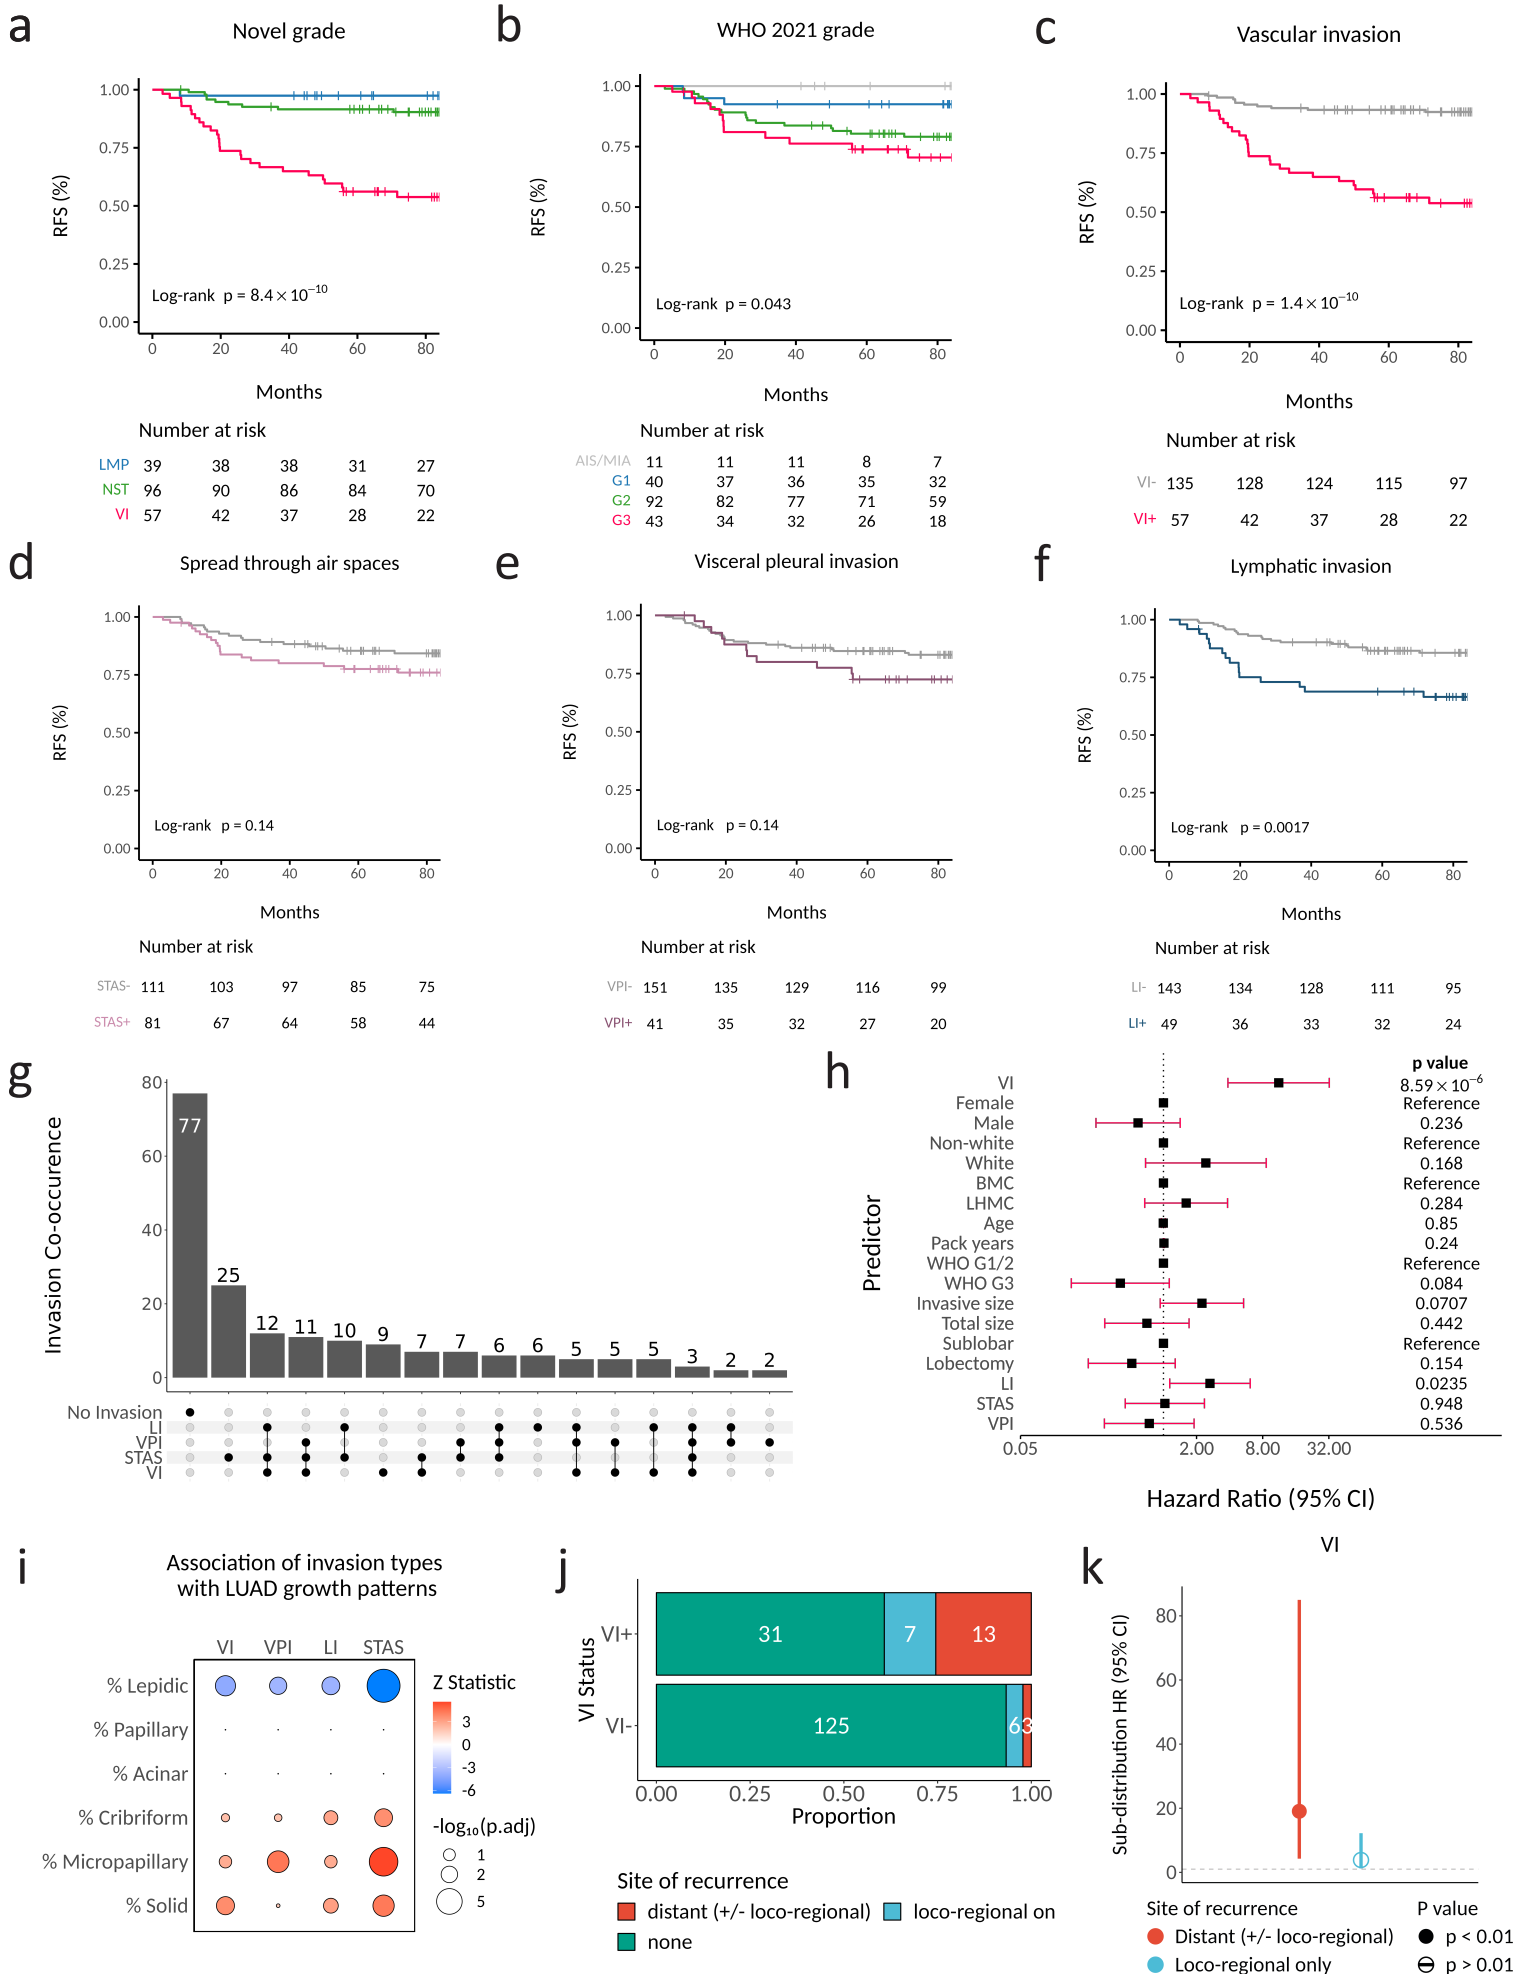 a
Novel grade
1.00
0.75
0.50
0.25
0.00
RFS (%)
Log-rank p = 8.4 × 10⁻¹⁰
0 20 40 60 80
Months
Number at risk
LMP 39 38 38 31 27
NST 96 90 86 84 70
VI 57 42 37 28 22
b
WHO 2021 grade
1.00
0.75
0.50
0.25
0.00
RFS (%)
Log-rank p = 0.043
0 20 40 60 80
Months
Number at risk
AIS/MIA 11 11 11 8 7
G1 40 37 36 35 32
G2 92 82 77 71 59
G3 43 34 32 26 18
c
Vascular invasion
1.00
0.75
0.50
0.25
0.00
RFS (%)
Log-rank p = 1.4 × 10⁻¹⁰
0 20 40 60 80
Months
Number at risk
VI- 135 128 124 115 97
VI+ 57 42 37 28 22
d
Spread through air spaces
1.00
0.75
0.50
0.25
0.00
RFS (%)
Log-rank p = 0.14
0 20 40 60 80
Months
Number at risk
STAS- 111 103 97 85 75
STAS+ 81 67 64 58 44
e
Visceral pleural invasion
1.00
0.75
0.50
0.25
0.00
RFS (%)
Log-rank p = 0.14
0 20 40 60 80
Months
Number at risk
VPI- 151 135 129 116 99
VPI+ 41 35 32 27 20
f
Lymphatic invasion
1.00
0.75
0.50
0.25
0.00
RFS (%)
Log-rank p = 0.0017
0 20 40 60 80
Months
Number at risk
LI- 143 134 128 111 95
LI+ 49 36 33 32 24
g
Invasion Co-occurence
80
60
40
20
0
77 25 12 11 10 9 7 7 6 6 5 5 5 3 2 2
No Invasion
LI
VPI
STAS
VI
h
Predictor
p value
VI 8.59 × 10⁻⁶
Female Reference
Male 0.236
Non-white Reference
White 0.168
BMC Reference
LHMC 0.284
Age 0.85
Pack years 0.24
WHO G1/2 Reference
WHO G3 0.084
Invasive size 0.0707
Total size 0.442
Sublobar Reference
Lobectomy 0.154
LI 0.0235
STAS 0.948
VPI 0.536
0.05 2.00 8.00 32.00
Hazard Ratio (95% CI)
i
Association of invasion types
with LUAD growth patterns
VI VPI LI STAS
% Lepidic
% Papillary
% Acinar
% Cribriform
% Micropapillary
% Solid
Z Statistic
3
0
-3
-6
-log₁₀(p.adj)
1
2
5
j
VI Status
VI+ 31 7 13
VI- 125 6 3
0.00 0.25 0.50 0.75 1.00
Proportion
Site of recurrence
distant (+/- loco-regional) loco-regional on
none
k
VI
Sub-distribution HR (95% CI)
80
60
40
20
0
Site of recurrence
Distant (+/- loco-regional)
Loco-regional only
P value
p < 0.01
p > 0.01